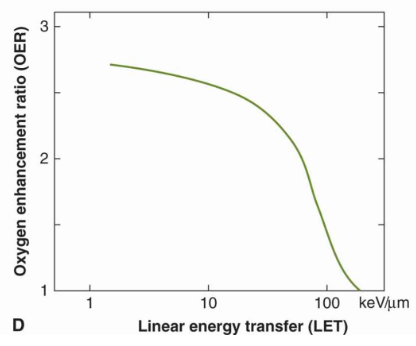 Oxygen enhancement ratio (OER)
3
2
1
1
10
100
keV/μm
D
Linear energy transfer (LET)